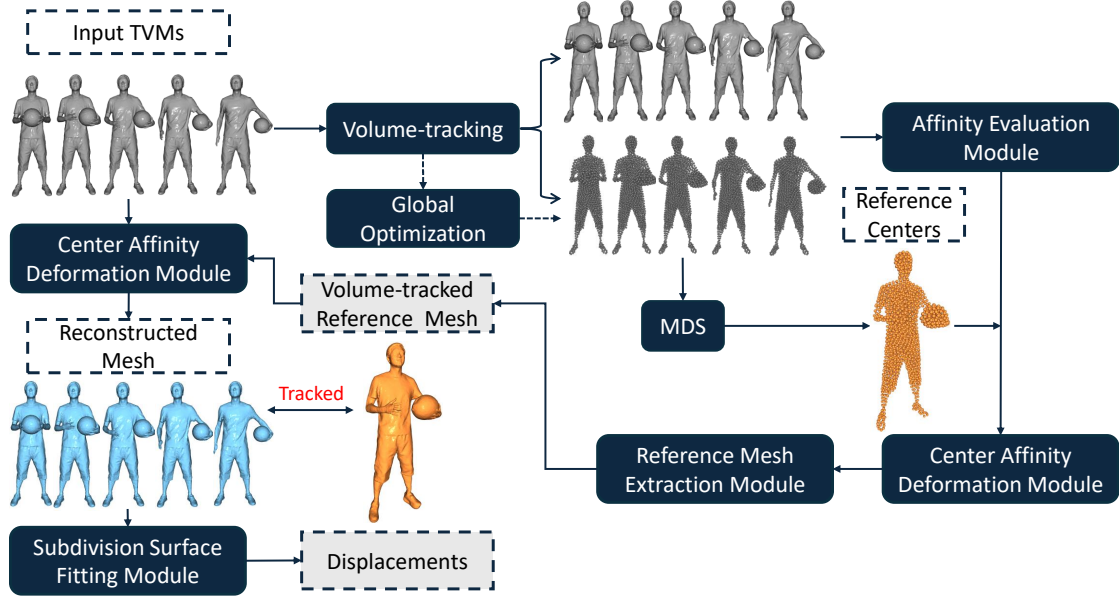 Input TVMs
Volume-tracking
Affinity Evaluation
Module
Global
Optimization
Reference
Centers
Center Affinity
Deformation Module
Volume-tracked
Reference Mesh
MDS
Reconstructed
Mesh
Tracked
Reference Mesh
Extraction Module
Center Affinity
Deformation Module
Subdivision Surface
Fitting Module
Displacements